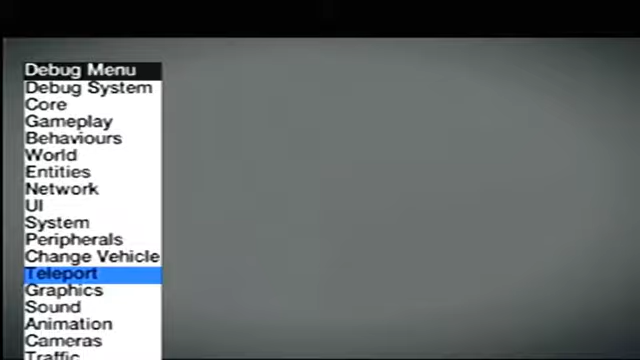 Debug Menu
Debug System
Core
Gameplay
Behaviours
World
Entities
Network
UI
System
Peripherals
Change Vehicle
Teleport
Graphics
Sound
Animation
Cameras
Traffic